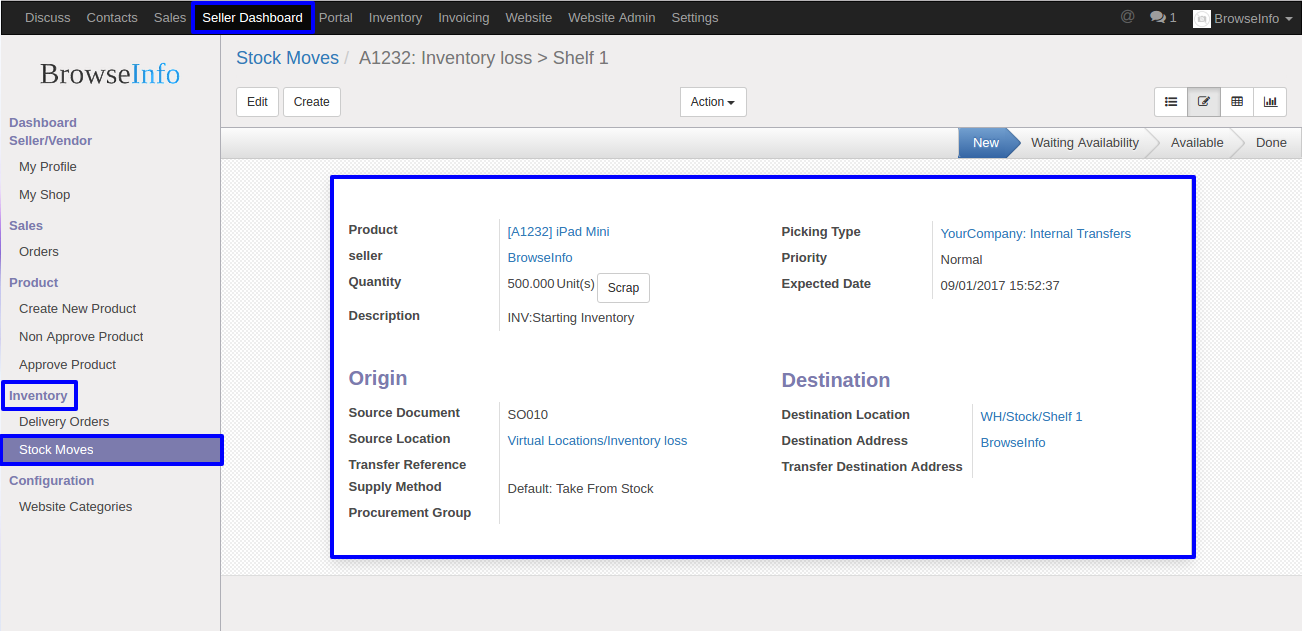 Discuss Contacts Sales Seller Dashboard Portal Inventory Invoicing Website Website Admin Settings @ 1 BrowseInfo
BrowseInfo
Dashboard
Seller/Vendor
My Profile
My Shop
Sales
Orders
Product
Create New Product
Non Approve Product
Approve Product
Inventory
Delivery Orders
Stock Moves
Configuration
Website Categories
Stock Moves / A1232: Inventory loss > Shelf 1
Edit Create Action
New Waiting Availability Available Done
Product [A1232] iPad Mini
seller BrowseInfo
Quantity 500.000 Unit(s) Scrap
Description INV:Starting Inventory
Picking Type YourCompany: Internal Transfers
Priority Normal
Expected Date 09/01/2017 15:52:37
Origin
Source Document SO010
Source Location Virtual Locations/Inventory loss
Transfer Reference
Supply Method Default: Take From Stock
Procurement Group
Destination
Destination Location WH/Stock/Shelf 1
Destination Address BrowseInfo
Transfer Destination Address